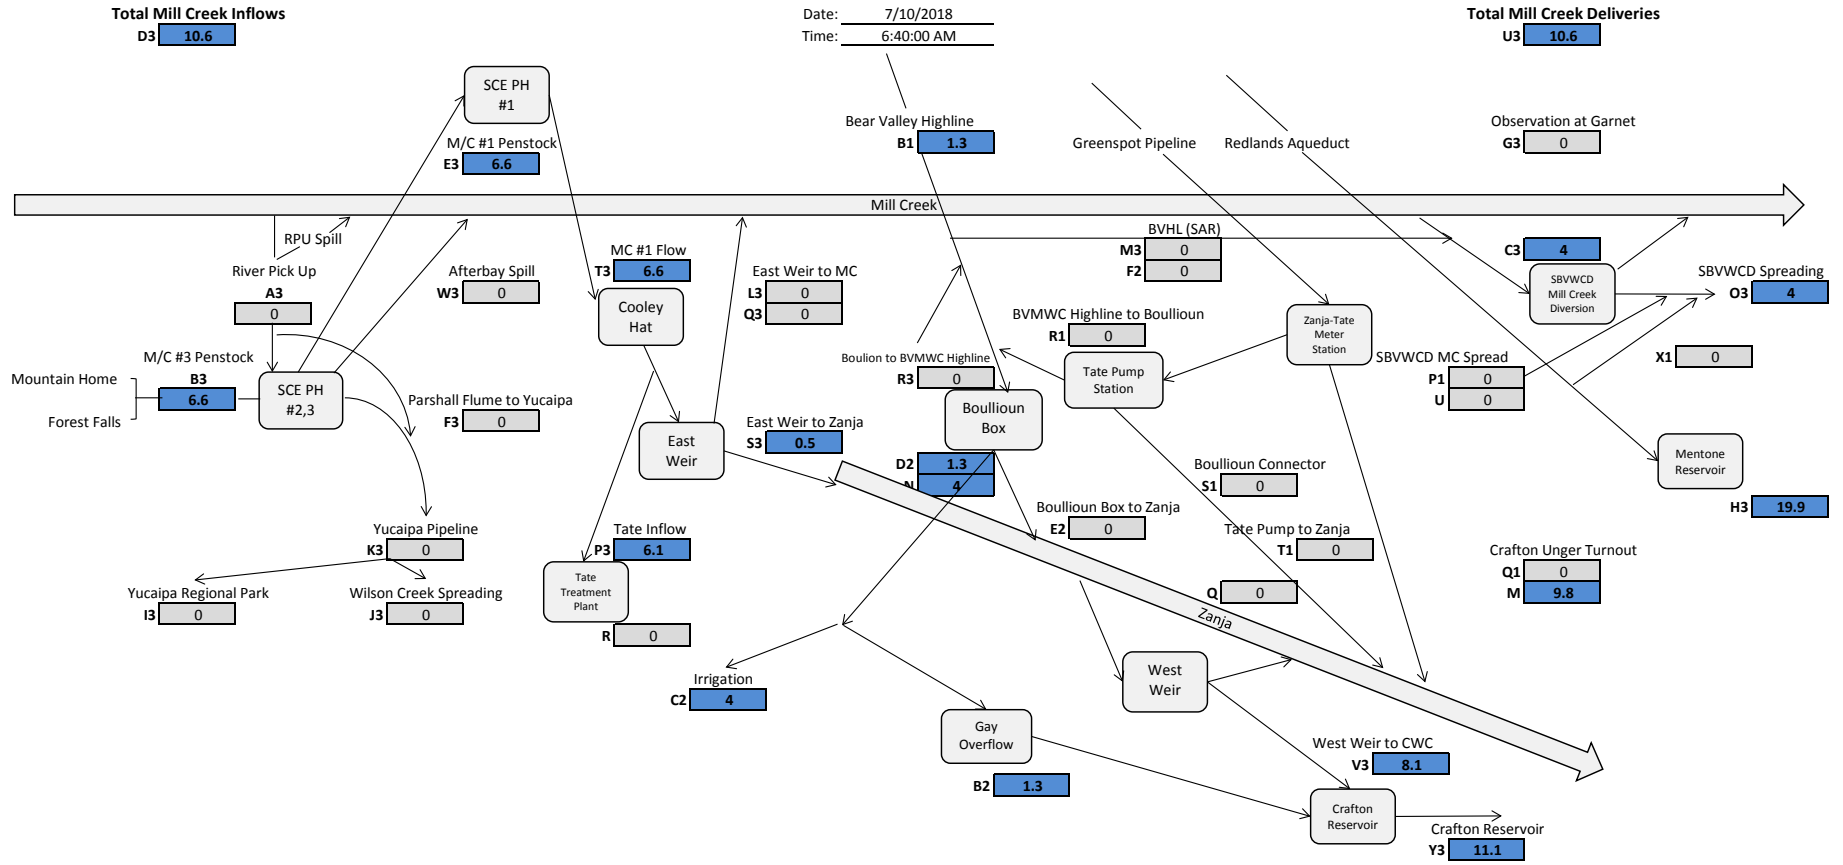 Total Mill Creek Inflows
D3 10.6
Date: 7/10/2018
Time: 6:40:00 AM
Total Mill Creek Deliveries
U3 10.6
SCE PH
#1
M/C #1 Penstock
E3 6.6
Bear Valley Highline
B1 1.3
Greenspot Pipeline
Redlands Aqueduct
Observation at Garnet
G3 0
Mill Creek
RPU Spill
River Pick Up
A3
0
Afterbay Spill
W3 0
MC #1 Flow
T3 6.6
Cooley
Hat
East Weir to MC
L3 0
Q3 0
BVHL (SAR)
M3 0
F2 0
C3 4
SBVWCD
Mill Creek
Diversion
SBVWCD Spreading
O3 4
BVMWC Highline to Boullioun
R1 0
Zanja-Tate
Meter
Station
M/C #3 Penstock
B3 6.6
Mountain Home
Forest Falls
SCE PH
#2,3
Parshall Flume to Yucaipa
F3 0
Boulion to BVMWC Highline
R3 0
Tate Pump
Station
SBVWCD MC Spread
P1 0
U 0
X1 0
East
Weir
East Weir to Zanja
S3 0.5
Boullioun
Box
D2 1.3
N 4
Boullioun Connector
S1 0
Mentone
Reservoir
H3 19.9
Boullioun Box to Zanja
E2 0
Yucaipa Pipeline
K3 0
Tate Inflow
P3 6.1
Tate Pump to Zanja
T1 0
Crafton Unger Turnout
Q1 0
M 9.8
Yucaipa Regional Park
I3 0
Wilson Creek Spreading
J3 0
Tate
Treatment
Plant
R 0
Q 0
Zanja
Irrigation
C2 4
West
Weir
Gay
Overflow
B2 1.3
West Weir to CWC
V3 8.1
Crafton
Reservoir
Crafton Reservoir
Y3 11.1